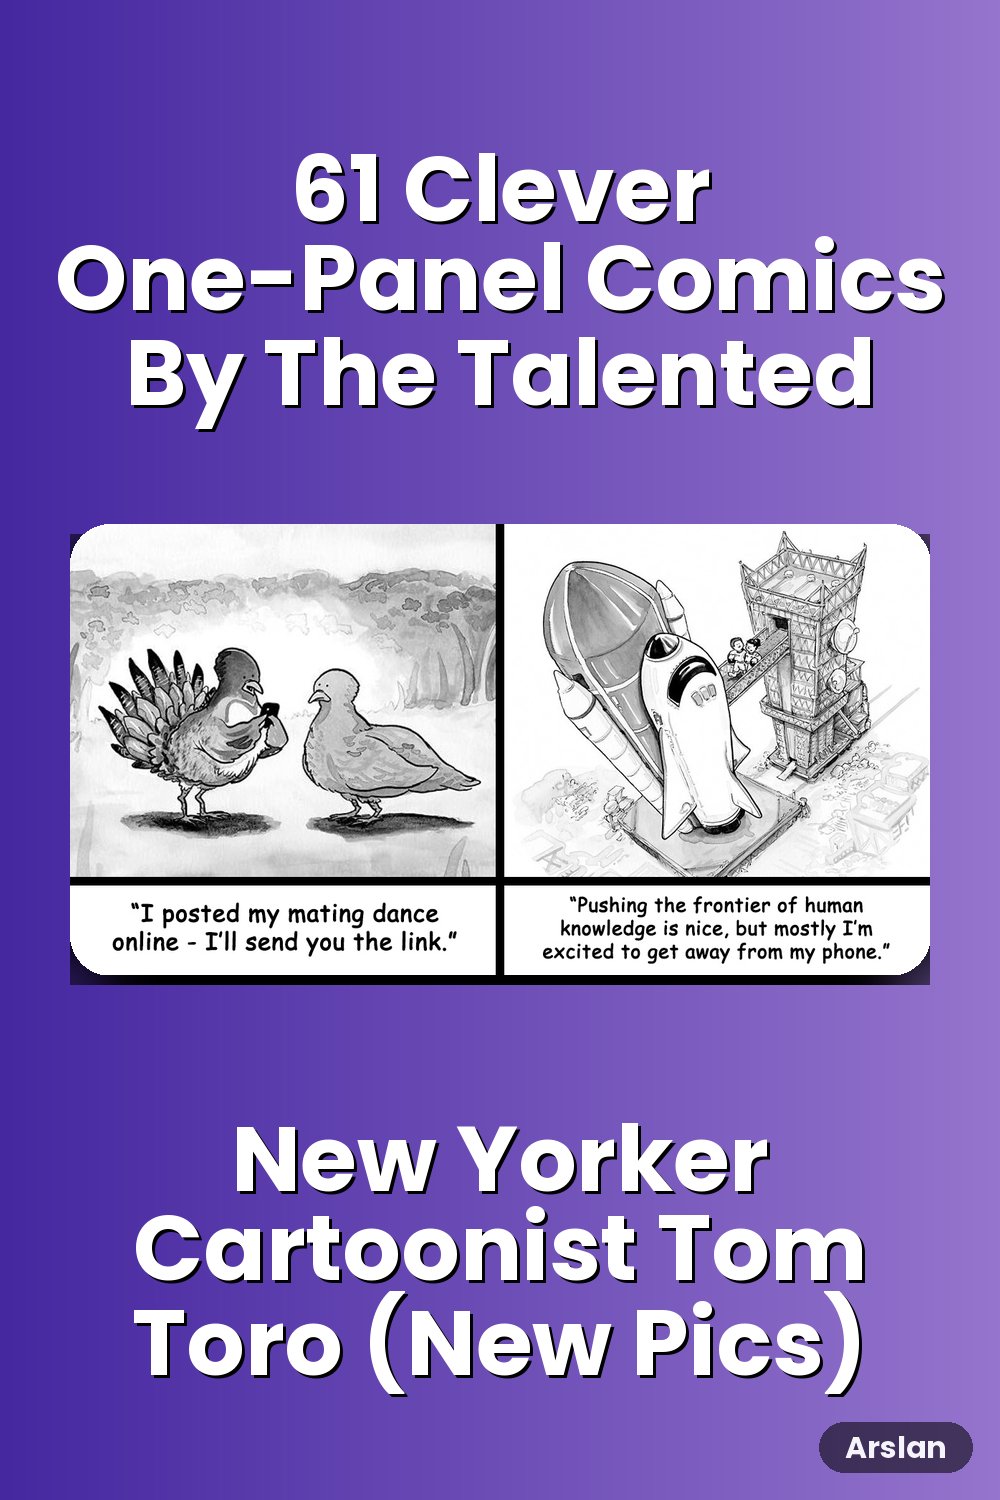 61 Clever
One-Panel Comics
By The Talented
"I posted my mating dance
online - I'll send you the link."
"Pushing the frontier of human
knowledge is nice, but mostly I'm
excited to get away from my phone."
New Yorker
Cartoonist Tom
Toro (New Pics)
Arslan